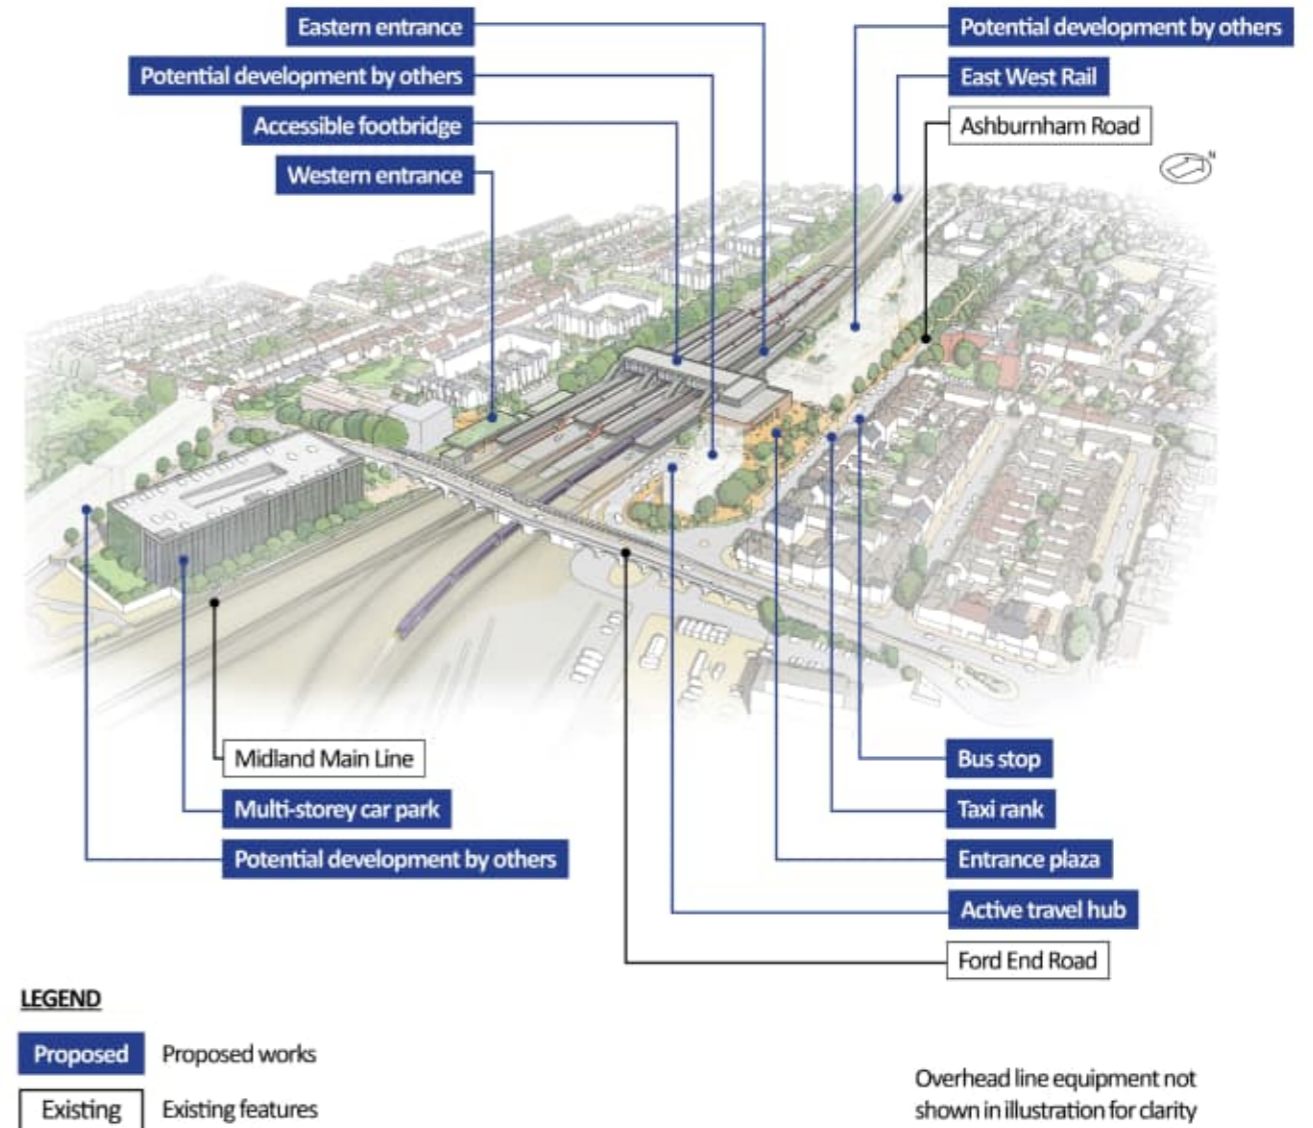 Eastern entrance
Potential development by others
Accessible footbridge
Western entrance
Potential development by others
East West Rail
Ashburnham Road
N
Midland Main Line
Multi-storey car park
Potential development by others
Bus stop
Taxi rank
Entrance plaza
Active travel hub
Ford End Road
LEGEND
Proposed Proposed works
Existing Existing features
Overhead line equipment not
shown in illustration for clarity